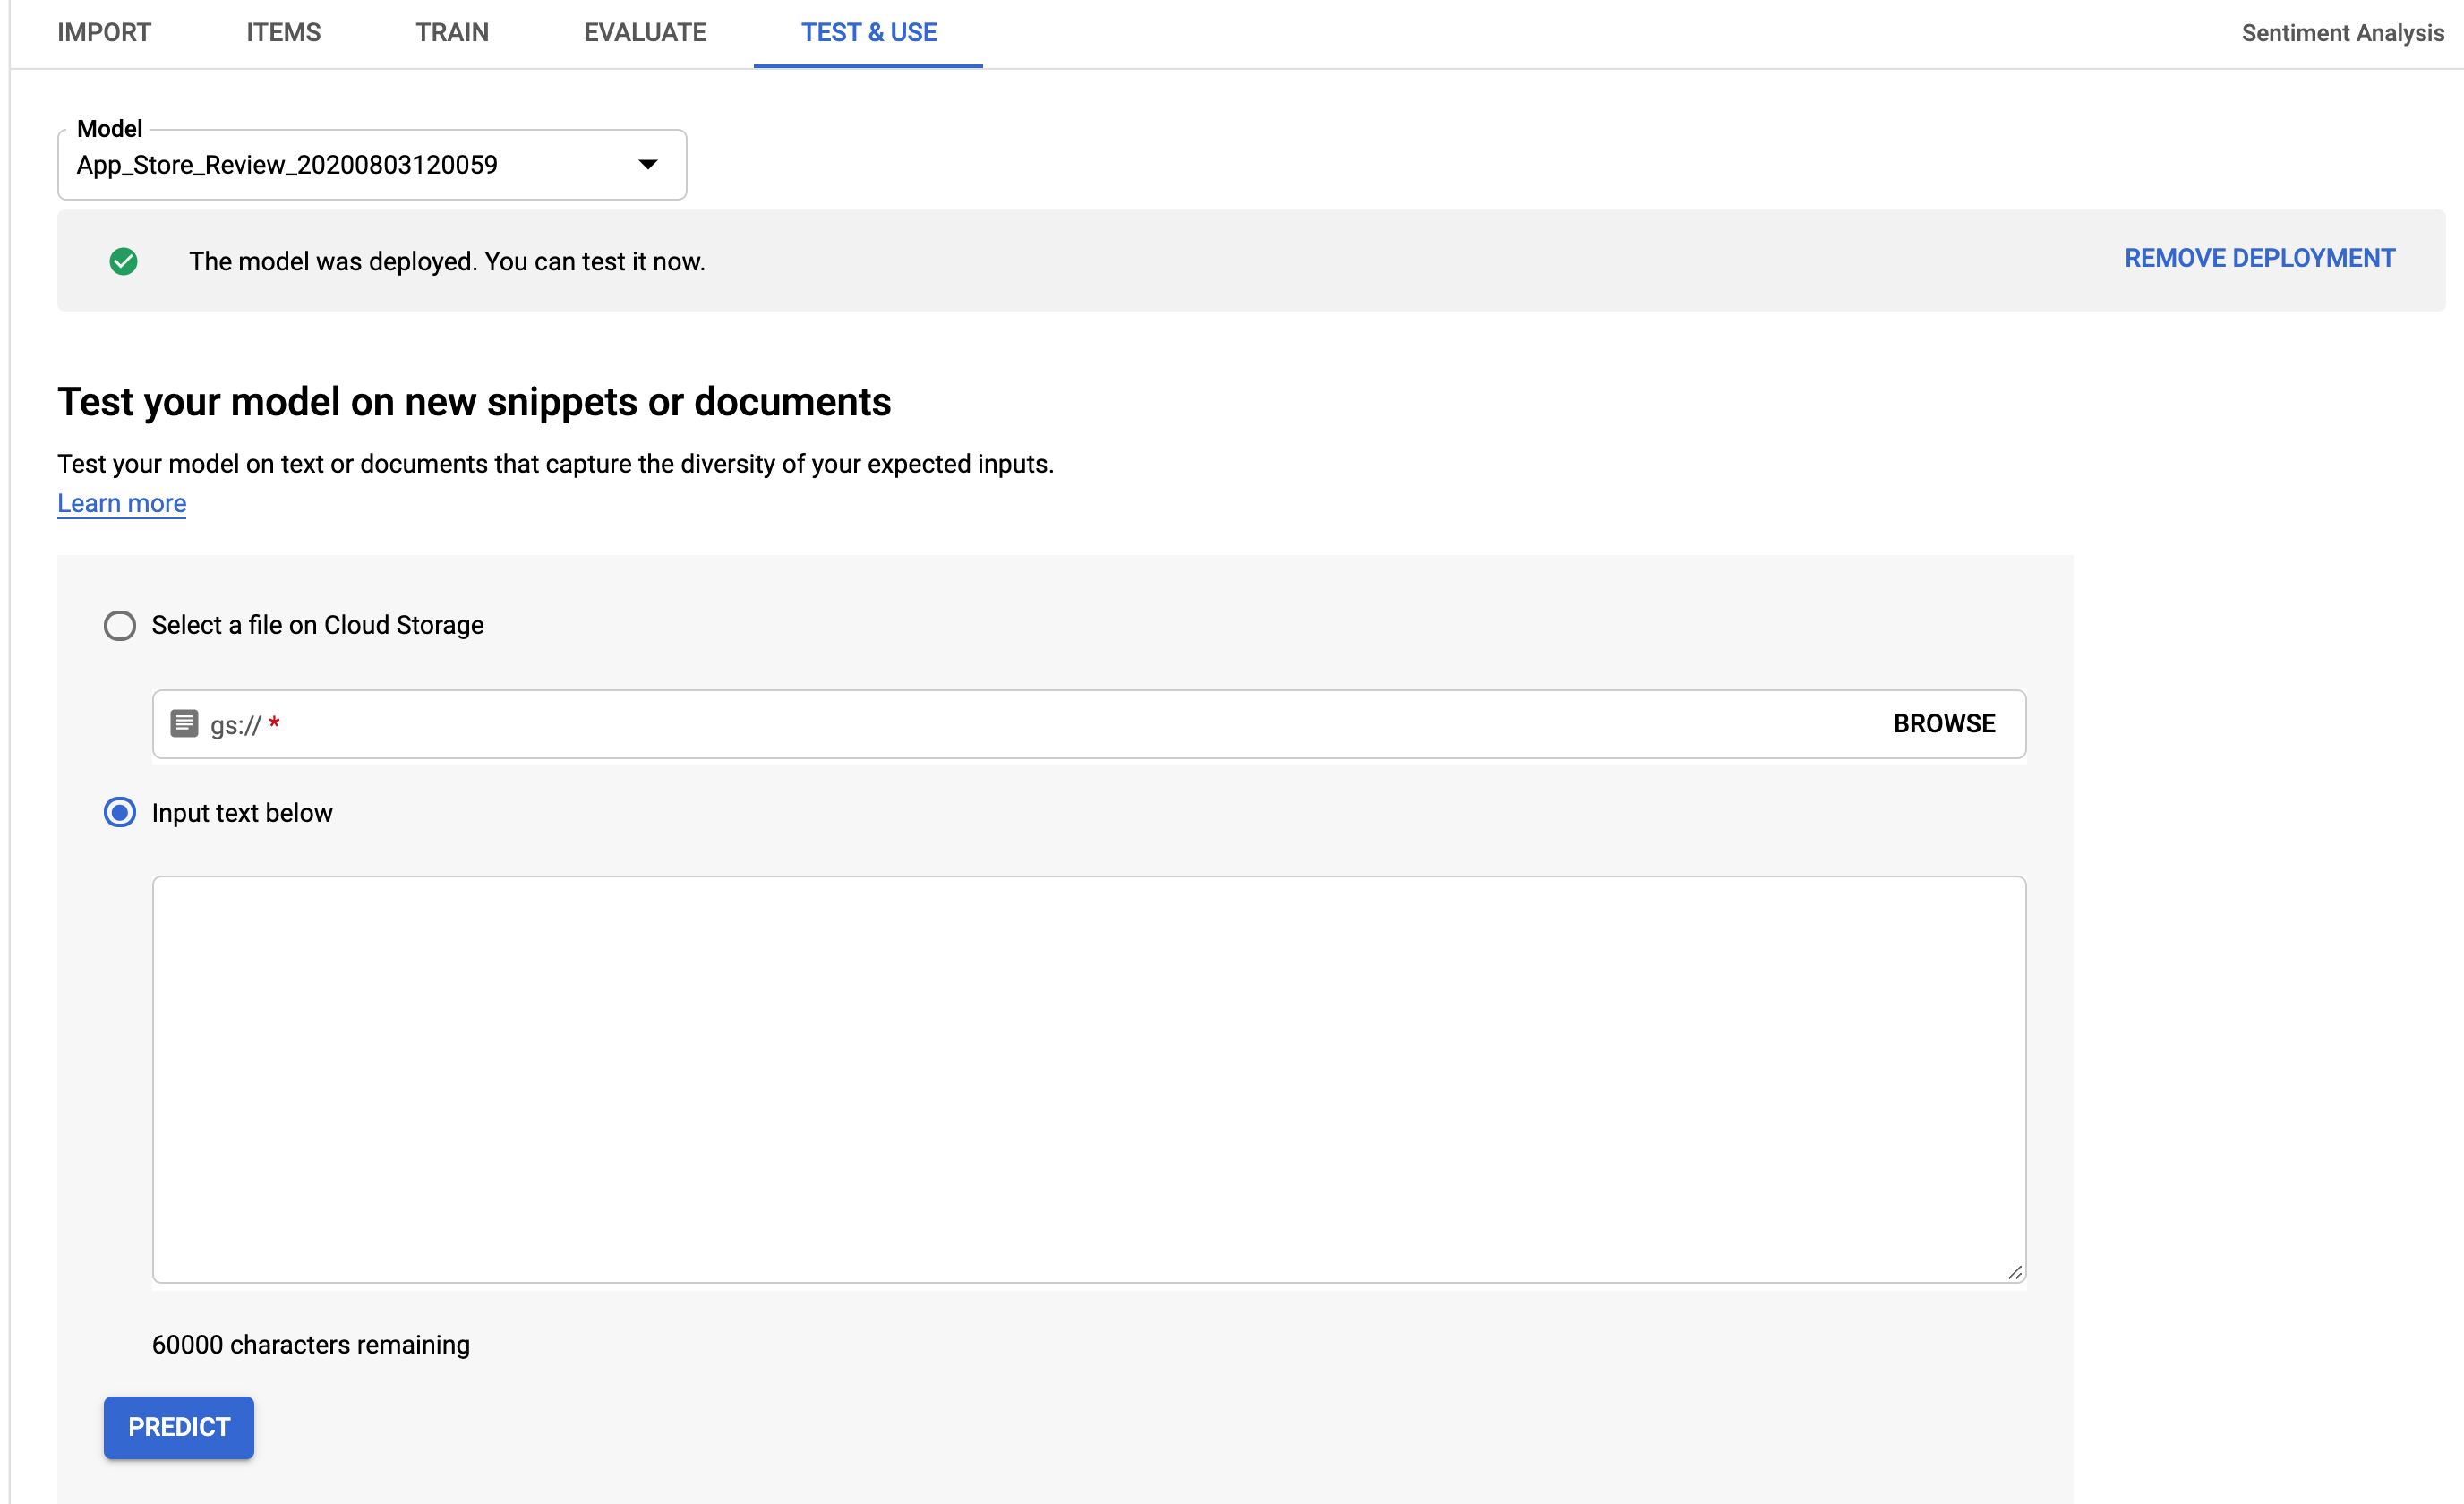 IMPORT ITEMS TRAIN EVALUATE TEST & USE Sentiment Analysis
Model
App_Store_Review_20200803120059
The model was deployed. You can test it now. REMOVE DEPLOYMENT
Test your model on new snippets or documents
Test your model on text or documents that capture the diversity of your expected inputs.
Learn more
Select a file on Cloud Storage
gs:// * BROWSE
Input text below
60000 characters remaining
PREDICT